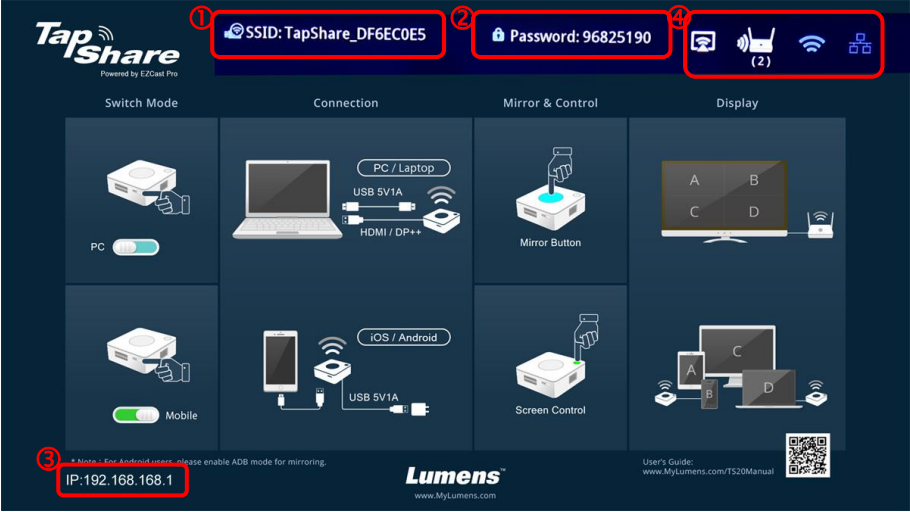 ①
SSID: TapShare_DF6EC0E5
②
Password: 96825190
④
(2)
TapShare
Powered by EZCast Pro
Switch Mode
Connection
Mirror & Control
Display
PC
PC / Laptop
USB 5V1A
HDMI / DP++
Mirror Button
A B
C D
Mobile
iOS / Android
USB 5V1A
Screen Control
A
B
C
D
③
* Note : For Android users, please enable ADB mode for mirroring.
IP:192.168.168.1
Lumens™
www.MyLumens.com
User's Guide:
www.MyLumens.com/TS20Manual